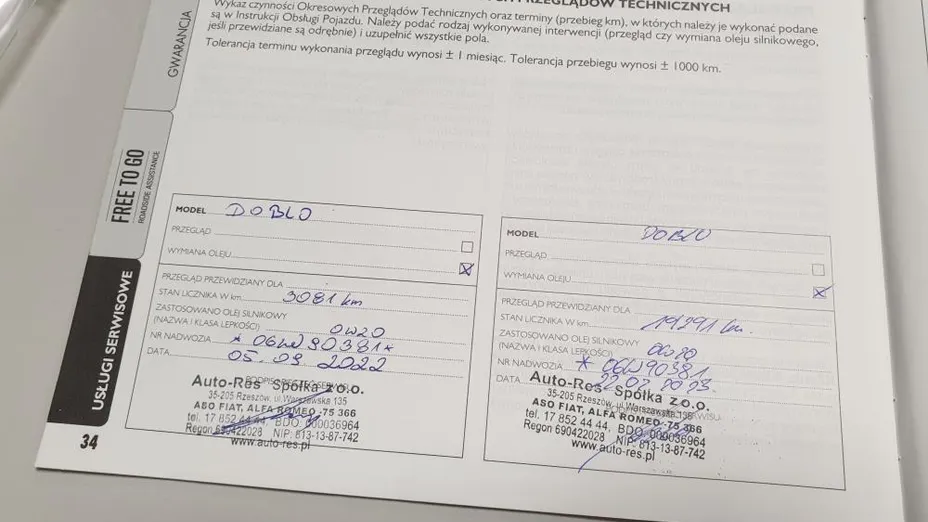 PRZEGLĄDÓW TECHNICZNYCH
Wykaz czynności Okresowych Przeglądów Technicznych oraz terminy (przebieg km), w których należy je wykonać podane
są w Instrukcji Obsługi Pojazdu. Należy podać rodzaj wykonywanej interwencji (przegląd czy wymiana oleju silnikowego,
jeśli przewidziane są odrębnie) i uzupełnić wszystkie pola.
Tolerancja terminu wykonania przeglądu wynosi ± 1 miesiąc. Tolerancja przebiegu wynosi ± 1000 km.
GWARANCJA
FREE TO GO
ROADSIDE ASSISTANCE
USŁUGI SERWISOWE
34
MODEL DOBLO
PRZEGLĄD
WYMIANA OLEJU
PRZEGLĄD PRZEWIDZIANY DLA
STAN LICZNIKA W km 3081 km
ZASTOSOWANO OLEJ SILNIKOWY
(NAZWA I KLASA LEPKOŚCI) 0W20
NR NADWOZIA * 06W90381*
DATA 05.09.2022
Auto-Res Spółka z o.o.
35-205 Rzeszów, ul.Warszawska 135
ASO FIAT, ALFA ROMEO -75 366
tel. 17 852 44 44, BDO 000036964
Regon 690422028 NIP: 813-13-87-742
www.auto-res.pl
MODEL DOBLO
PRZEGLĄD
WYMIANA OLEJU
PRZEGLĄD PRZEWIDZIANY DLA
STAN LICZNIKA W km 19291 km
ZASTOSOWANO OLEJ SILNIKOWY
(NAZWA I KLASA LEPKOŚCI)
NR NADWOZIA * 06W90381
DATA
Auto-Res Spółka z o.o.
35-205 Rzeszów, ul.Warszawska 135
ASO FIAT, ALFA ROMEO -75 366
tel. 17 852 44 44, BDO 000036964
Regon 690422028 NIP: 813-13-87-742
www.auto-res.pl